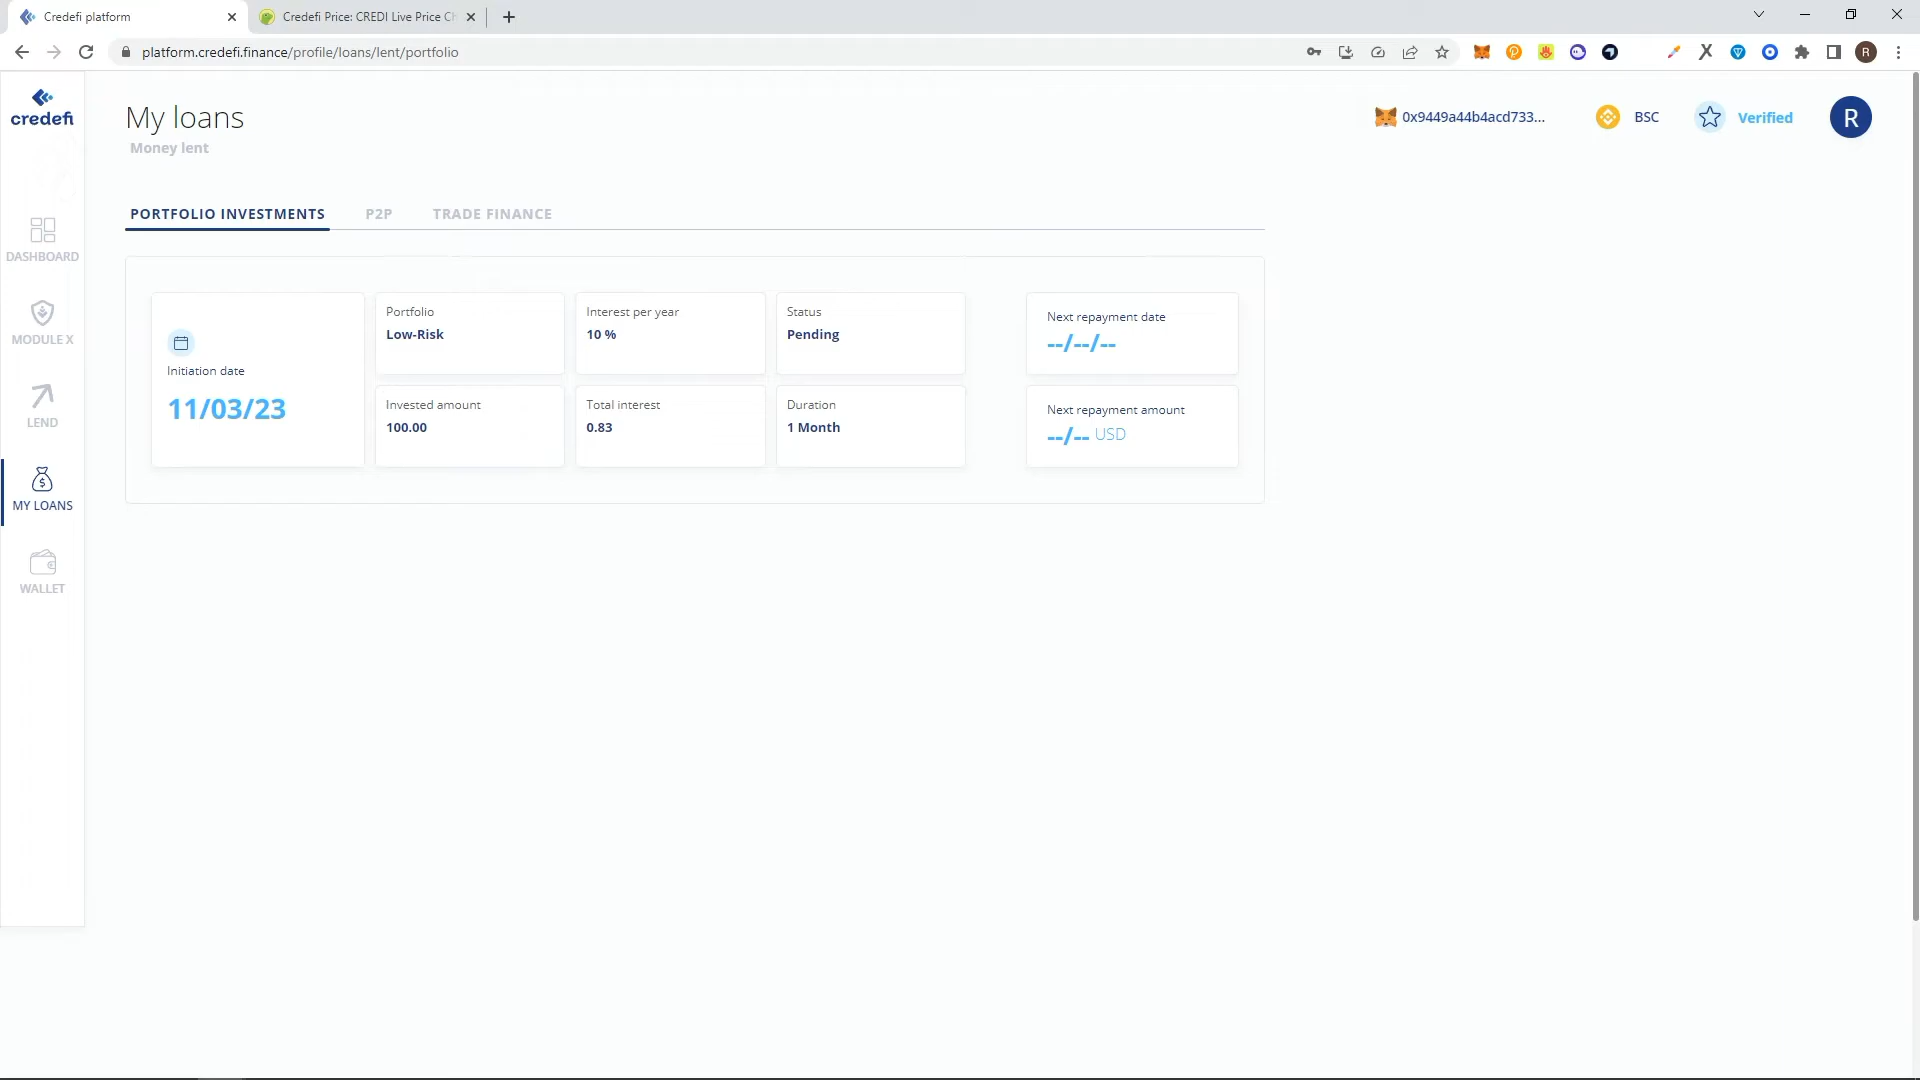 Credefi platform
Credefi Price: CREDI Live Price Ch
platform.credefi.finance/profile/loans/lent/portfolio
R
credefi
My loans
Money lent
0x9449a44b4acd733...
BSC
Verified
R
DASHBOARD
MODULE X
LEND
MY LOANS
WALLET
PORTFOLIO INVESTMENTS
P2P
TRADE FINANCE
Initiation date
11/03/23
Portfolio
Low-Risk
Interest per year
10 %
Status
Pending
Next repayment date
--/--/--
Invested amount
100.00
Total interest
0.83
Duration
1 Month
Next repayment amount
--/-- USD